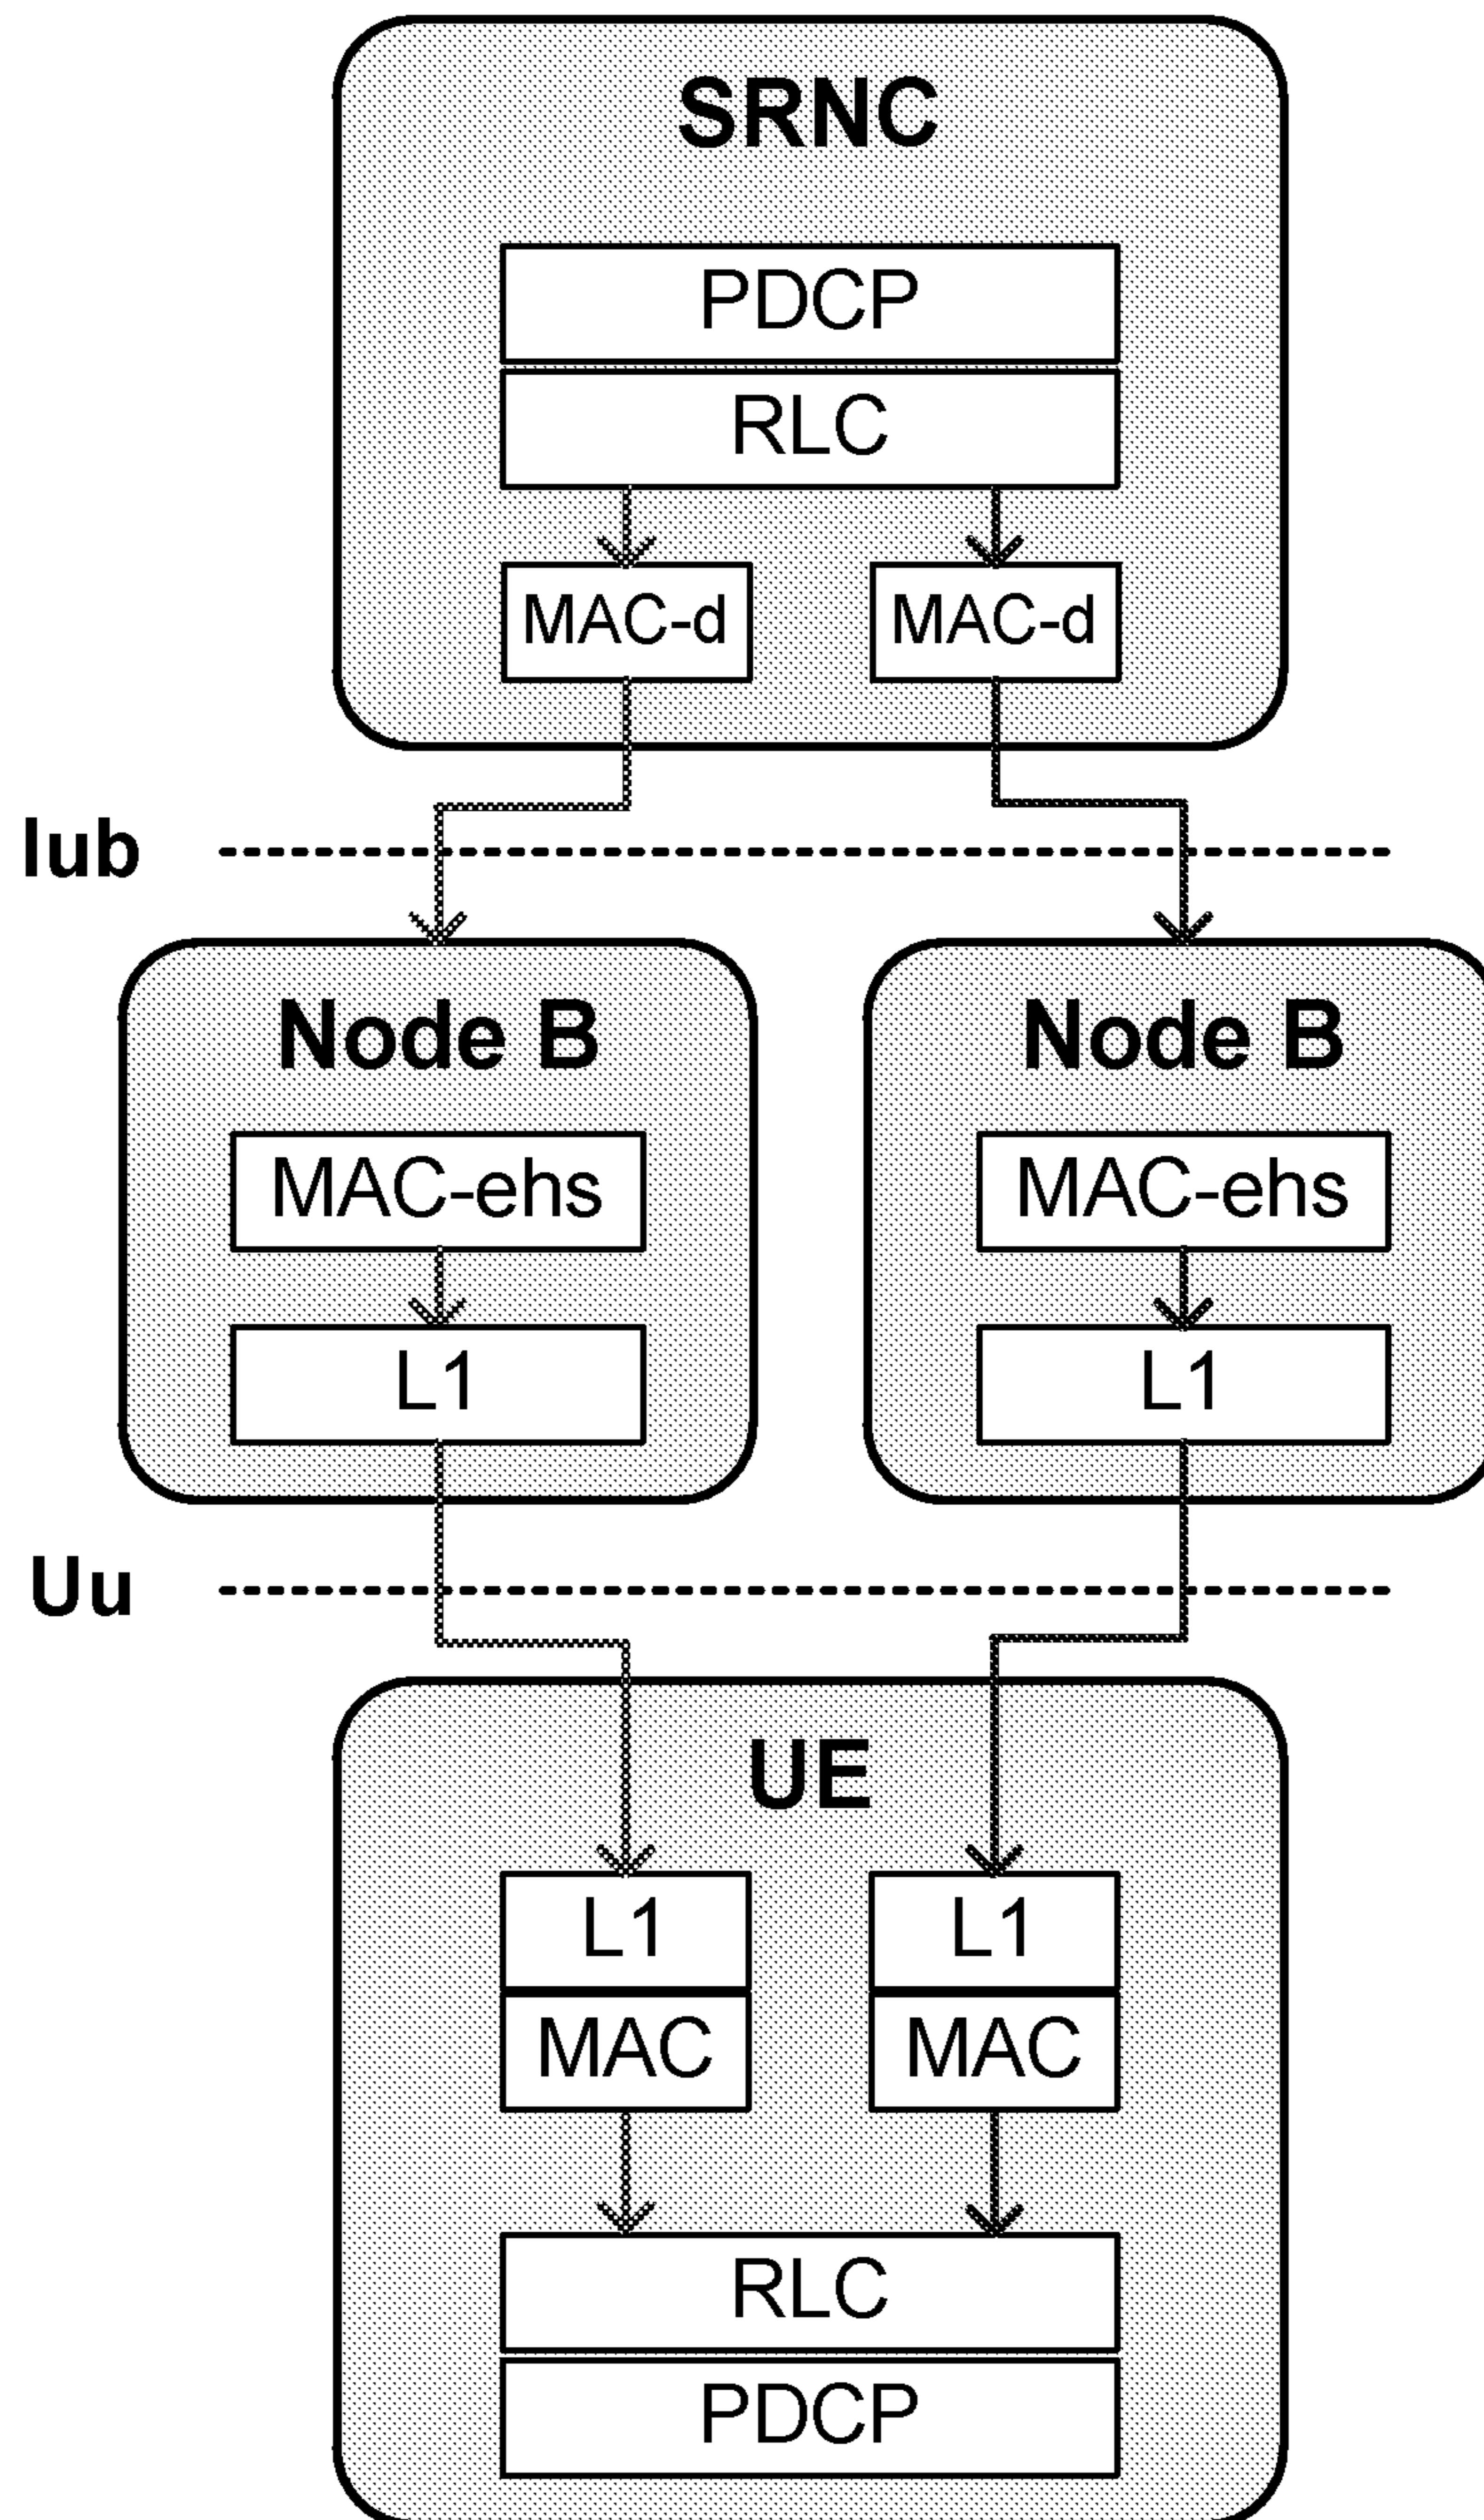 SRNC
PDCP
RLC
MAC-d MAC-d
Iub
Node B Node B
MAC-ehs MAC-ehs
L1 L1
Uu
UE
L1 L1
MAC MAC
RLC
PDCP